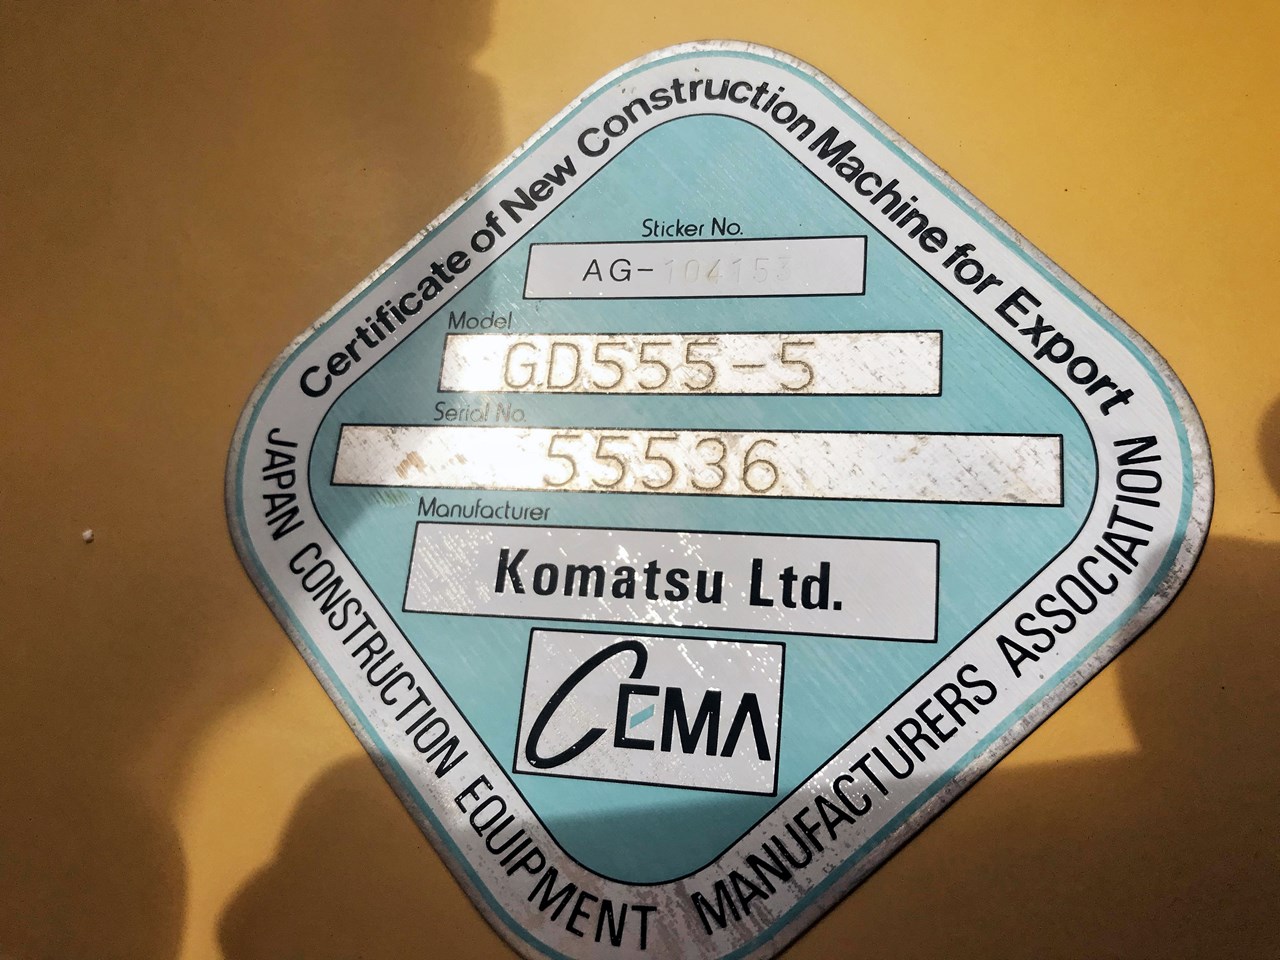 Certificate of New Construction Machine for Export
Sticker No.
AG-104153
Model
GD555-5
Serial No.
55536
Manufacturer
Komatsu Ltd.
CEMA
JAPAN CONSTRUCTION EQUIPMENT MANUFACTURERS ASSOCIATION